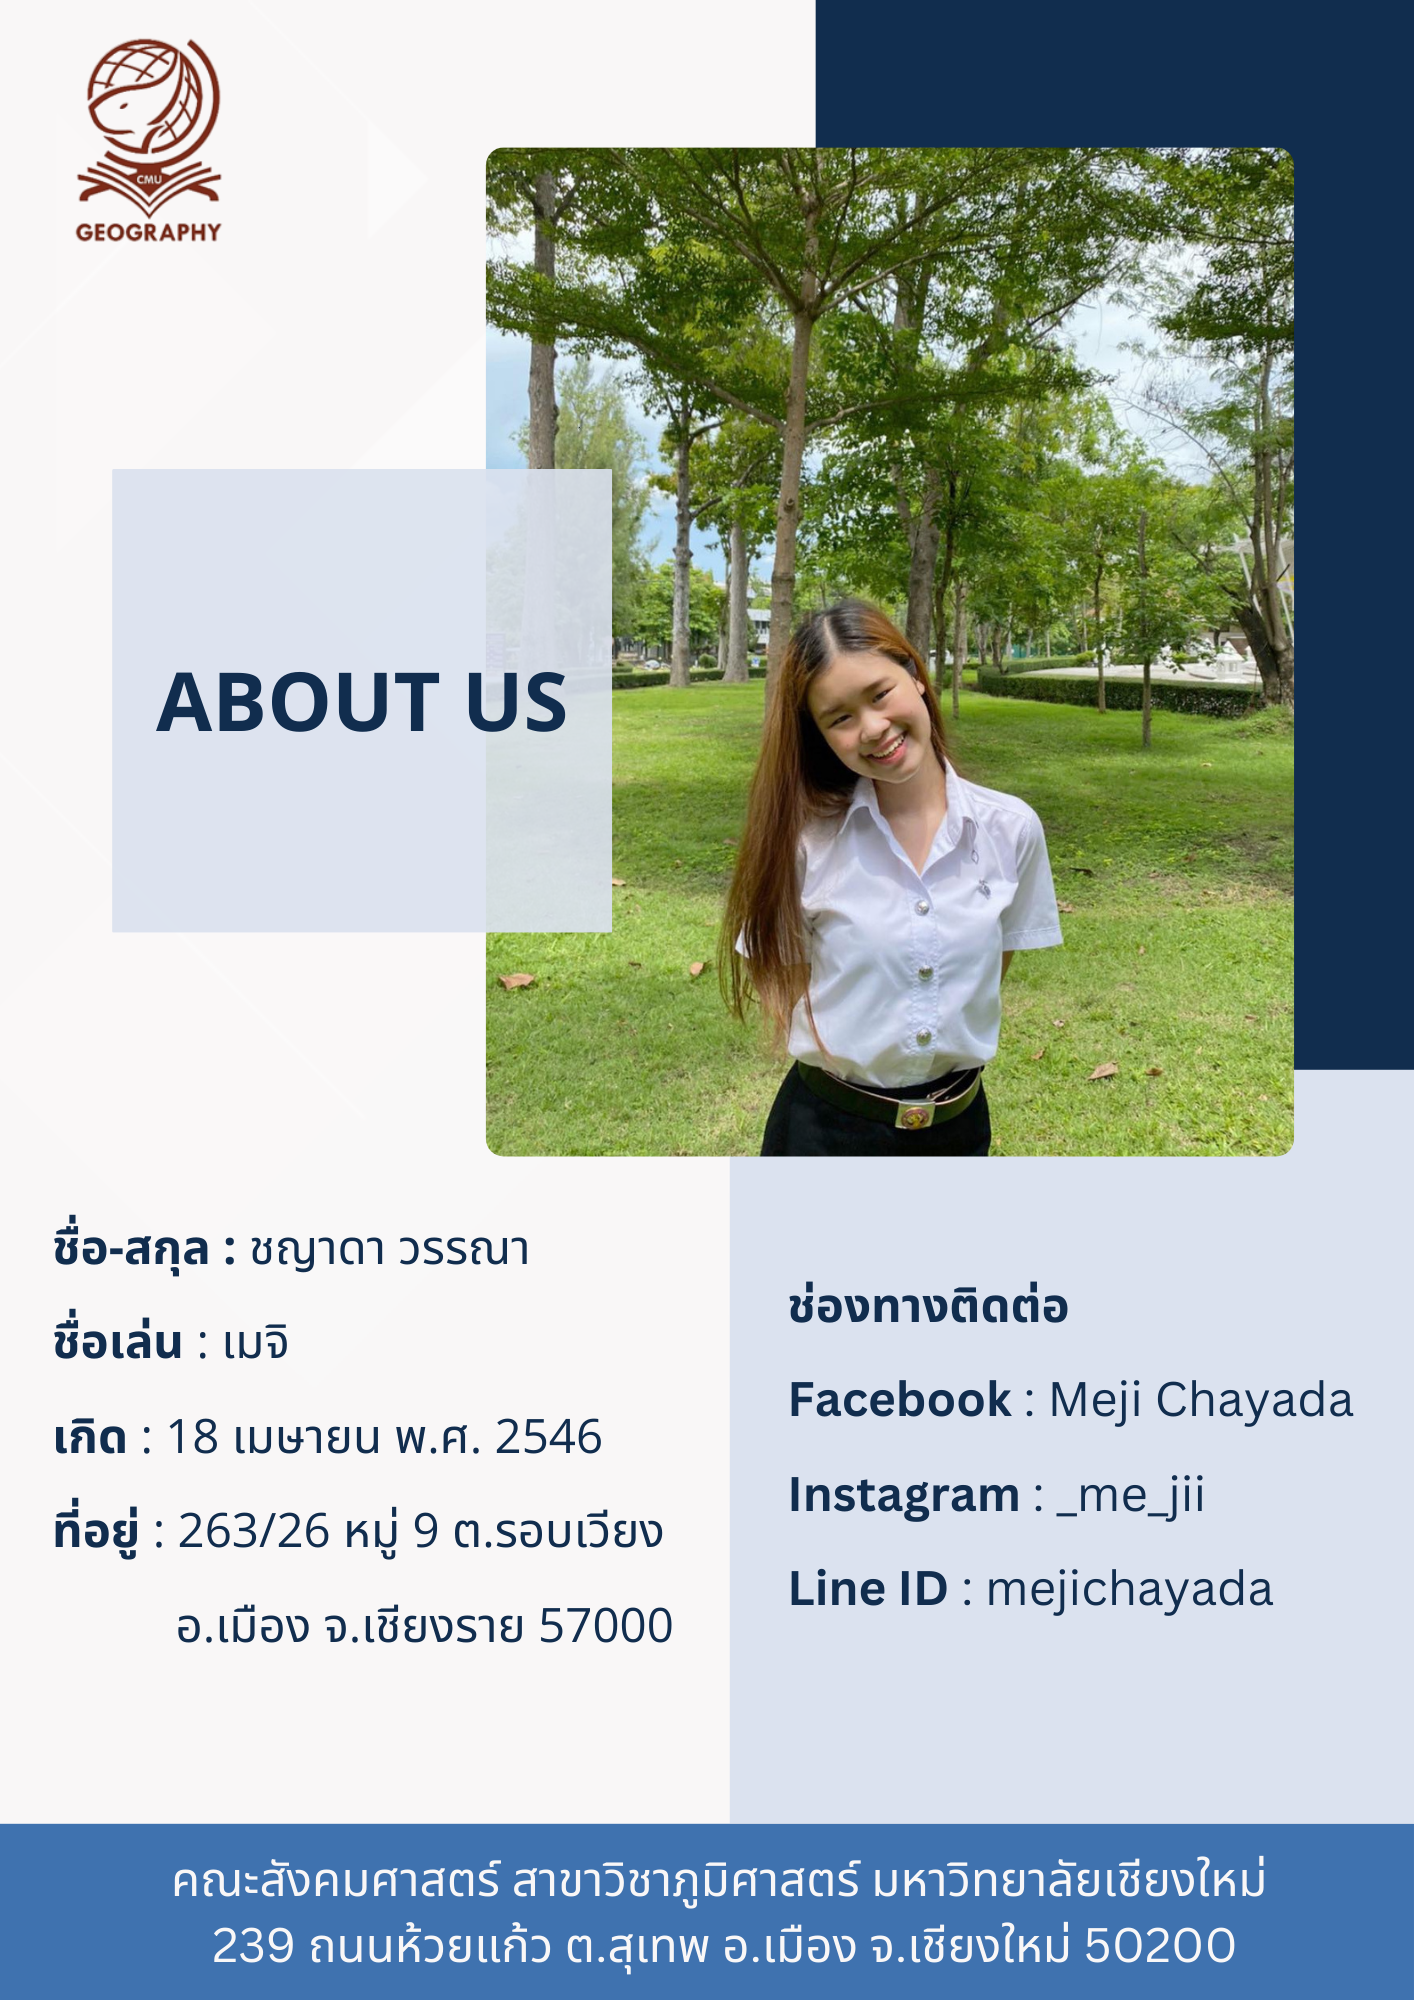 CMU
GEOGRAPHY
ABOUT US
ชื่อ-สกุล : ชญาดา วรรณา
ชื่อเล่น : เมจิ
เกิด : 18 เมษายน พ.ศ. 2546
ที่อยู่ : 263/26 หมู่ 9 ต.รอบเวียง
อ.เมือง จ.เชียงราย 57000
ช่องทางติดต่อ
Facebook : Meji Chayada
Instagram : _me_jii
Line ID : mejichayada
คณะสังคมศาสตร์ สาขาวิชาภูมิศาสตร์ มหาวิทยาลัยเชียงใหม่
239 ถนนห้วยแก้ว ต.สุเทพ อ.เมือง จ.เชียงใหม่ 50200